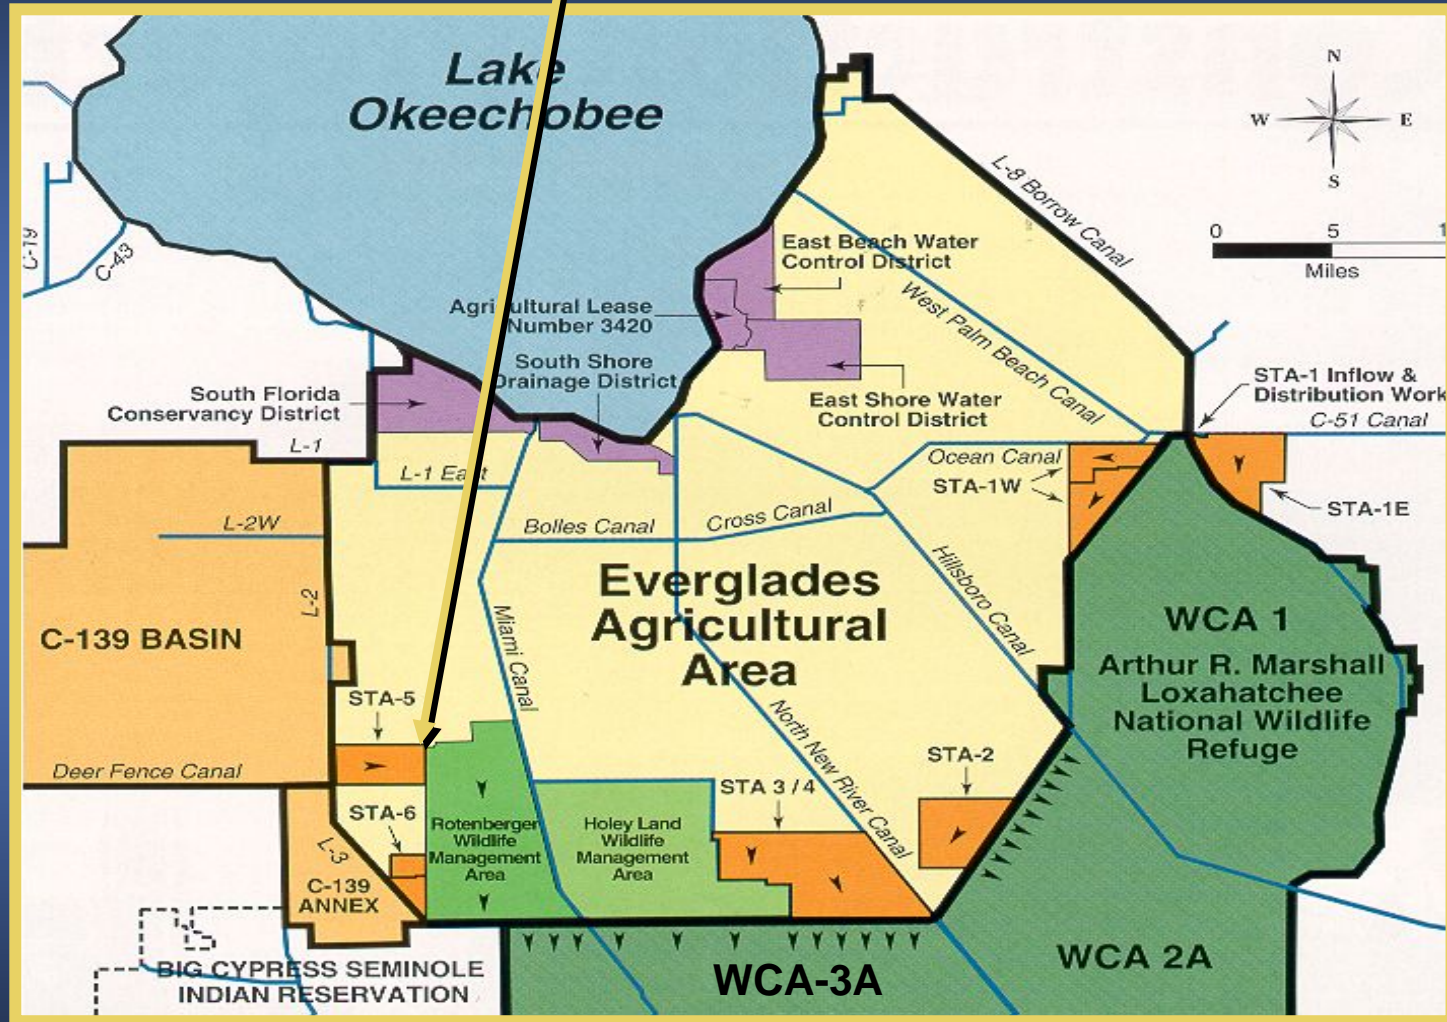 Lake
Okeechobee
N
W
E
S
0
5
1
Miles
L-8 Borrow Canal
C-19
C-43
East Beach Water
Control District
West Palm Beach Canal
Agricultural Lease
Number 3420
South Shore
Drainage District
South Florida
Conservancy District
East Shore Water
Control District
STA-1 Inflow &
Distribution Work
C-51 Canal
L-1
L-1 East
Ocean Canal
STA-1W
STA-1E
L-2W
Bolles Canal
Cross Canal
Hillsboro Canal
L-2
Everglades
Agricultural
Area
Miami Canal
C-139 BASIN
WCA 1
Arthur R. Marshall
Loxahatchee
National Wildlife
Refuge
STA-5
North New River Canal
STA-2
Deer Fence Canal
STA 3 / 4
STA-6
Rotenberger
Wildlife
Management
Area
Holey Land
Wildlife
Management
Area
L-3
C-139
ANNEX
BIG CYPRESS SEMINOLE
INDIAN RESERVATION
WCA-3A
WCA 2A